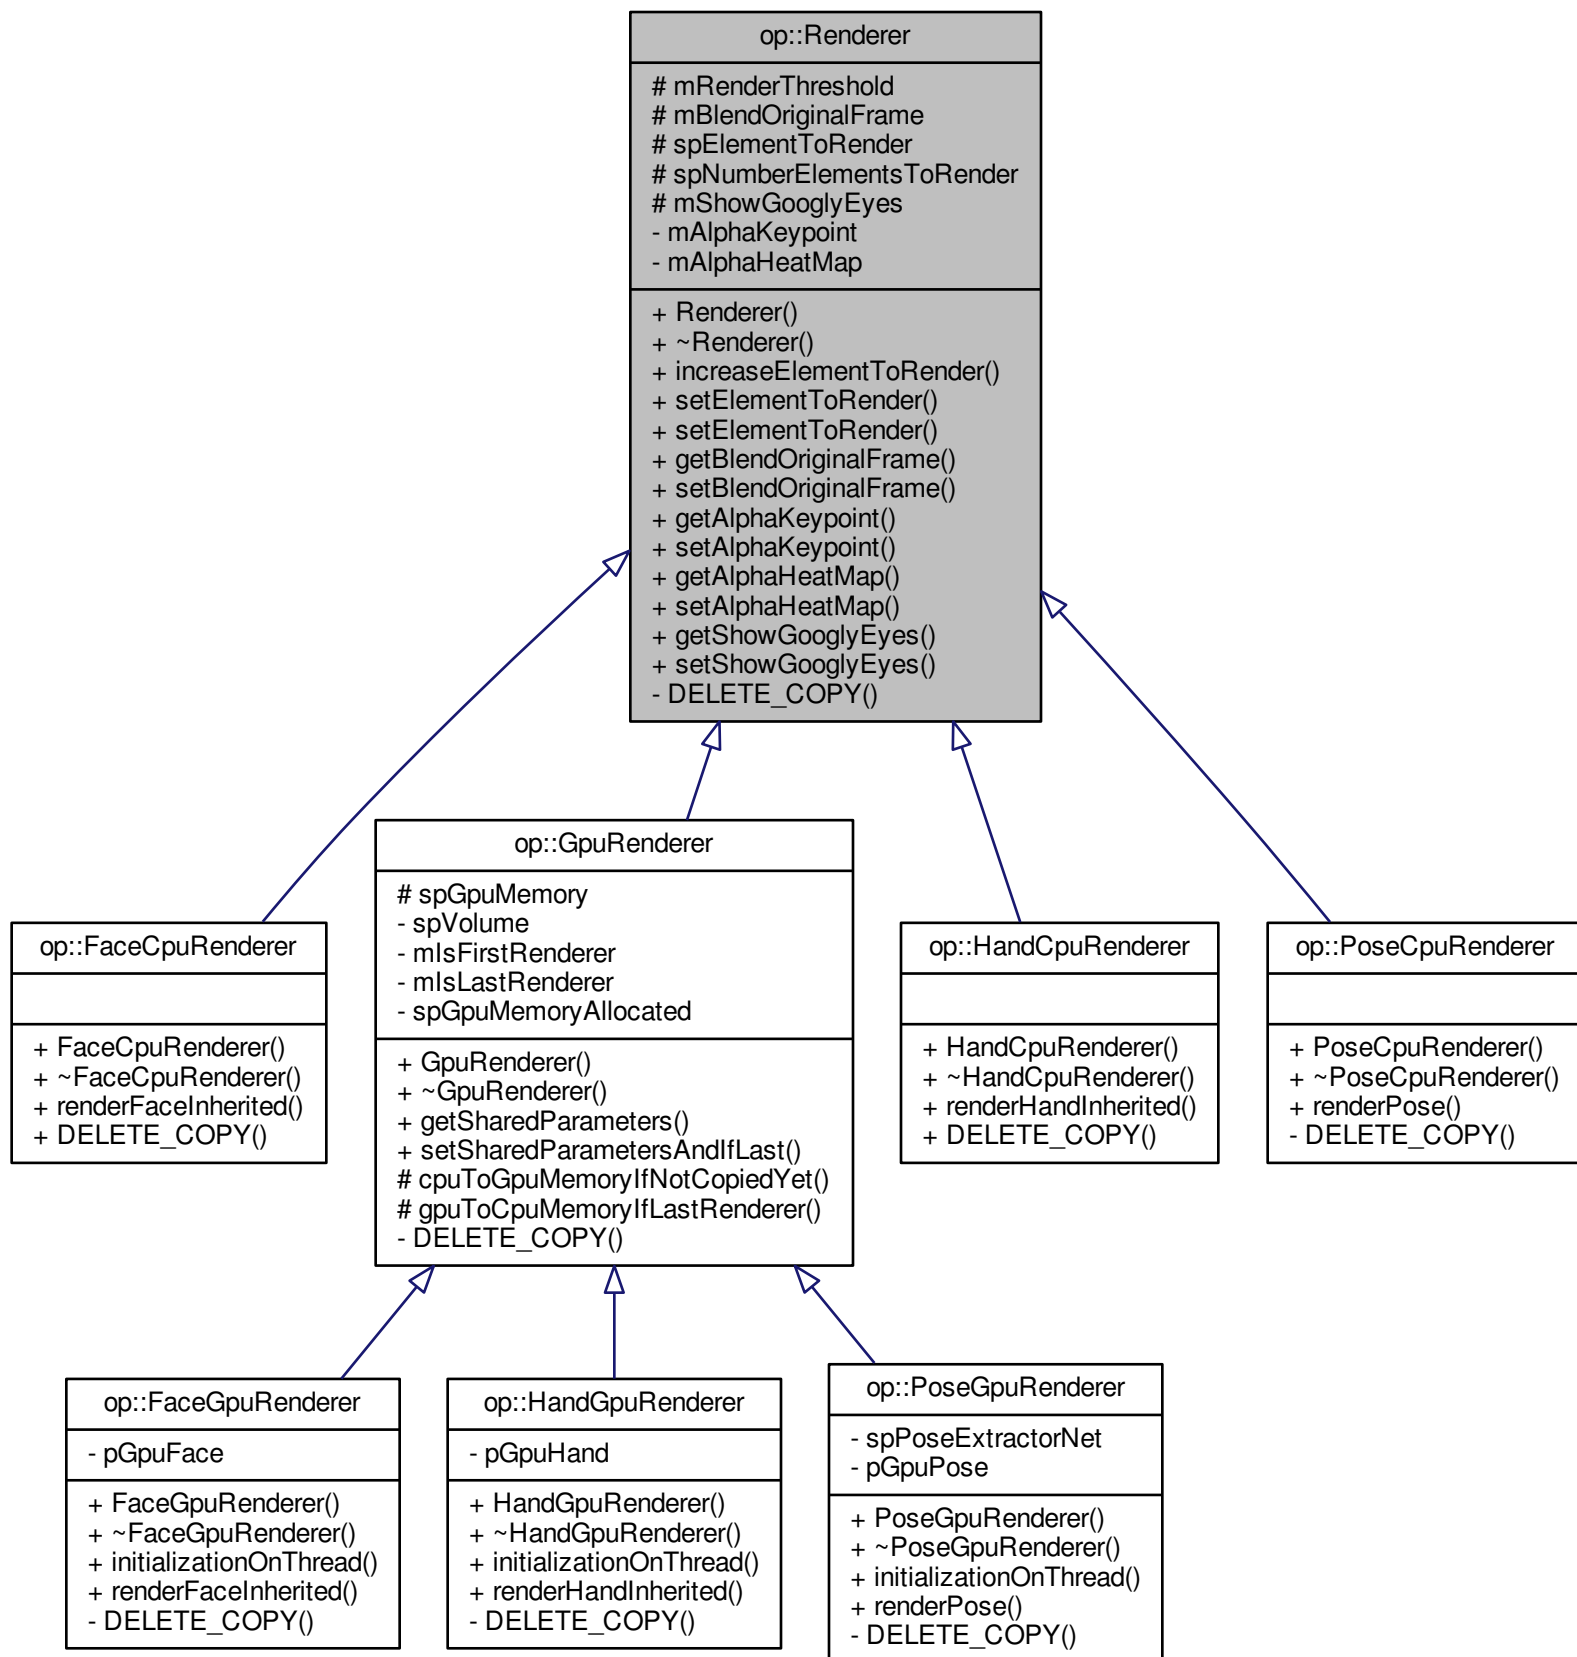 op::Renderer
# mRenderThreshold
# mBlendOriginalFrame
# spElementToRender
# spNumberElementsToRender
# mShowGooglyEyes
- mAlphaKeypoint
- mAlphaHeatMap
+ Renderer()
+ ~Renderer()
+ increaseElementToRender()
+ setElementToRender()
+ setElementToRender()
+ getBlendOriginalFrame()
+ setBlendOriginalFrame()
+ getAlphaKeypoint()
+ setAlphaKeypoint()
+ getAlphaHeatMap()
+ setAlphaHeatMap()
+ getShowGooglyEyes()
+ setShowGooglyEyes()
- DELETE_COPY()
op::FaceCpuRenderer
+ FaceCpuRenderer()
+ ~FaceCpuRenderer()
+ renderFaceInherited()
+ DELETE_COPY()
op::GpuRenderer
# spGpuMemory
- spVolume
- mIsFirstRenderer
- mIsLastRenderer
- spGpuMemoryAllocated
+ GpuRenderer()
+ ~GpuRenderer()
+ getSharedParameters()
+ setSharedParametersAndIfLast()
# cpuToGpuMemoryIfNotCopiedYet()
# gpuToCpuMemoryIfLastRenderer()
- DELETE_COPY()
op::HandCpuRenderer
+ HandCpuRenderer()
+ ~HandCpuRenderer()
+ renderHandInherited()
+ DELETE_COPY()
op::PoseCpuRenderer
+ PoseCpuRenderer()
+ ~PoseCpuRenderer()
+ renderPose()
- DELETE_COPY()
op::FaceGpuRenderer
- pGpuFace
+ FaceGpuRenderer()
+ ~FaceGpuRenderer()
+ initializationOnThread()
+ renderFaceInherited()
- DELETE_COPY()
op::HandGpuRenderer
- pGpuHand
+ HandGpuRenderer()
+ ~HandGpuRenderer()
+ initializationOnThread()
+ renderHandInherited()
- DELETE_COPY()
op::PoseGpuRenderer
- spPoseExtractorNet
- pGpuPose
+ PoseGpuRenderer()
+ ~PoseGpuRenderer()
+ initializationOnThread()
+ renderPose()
- DELETE_COPY()